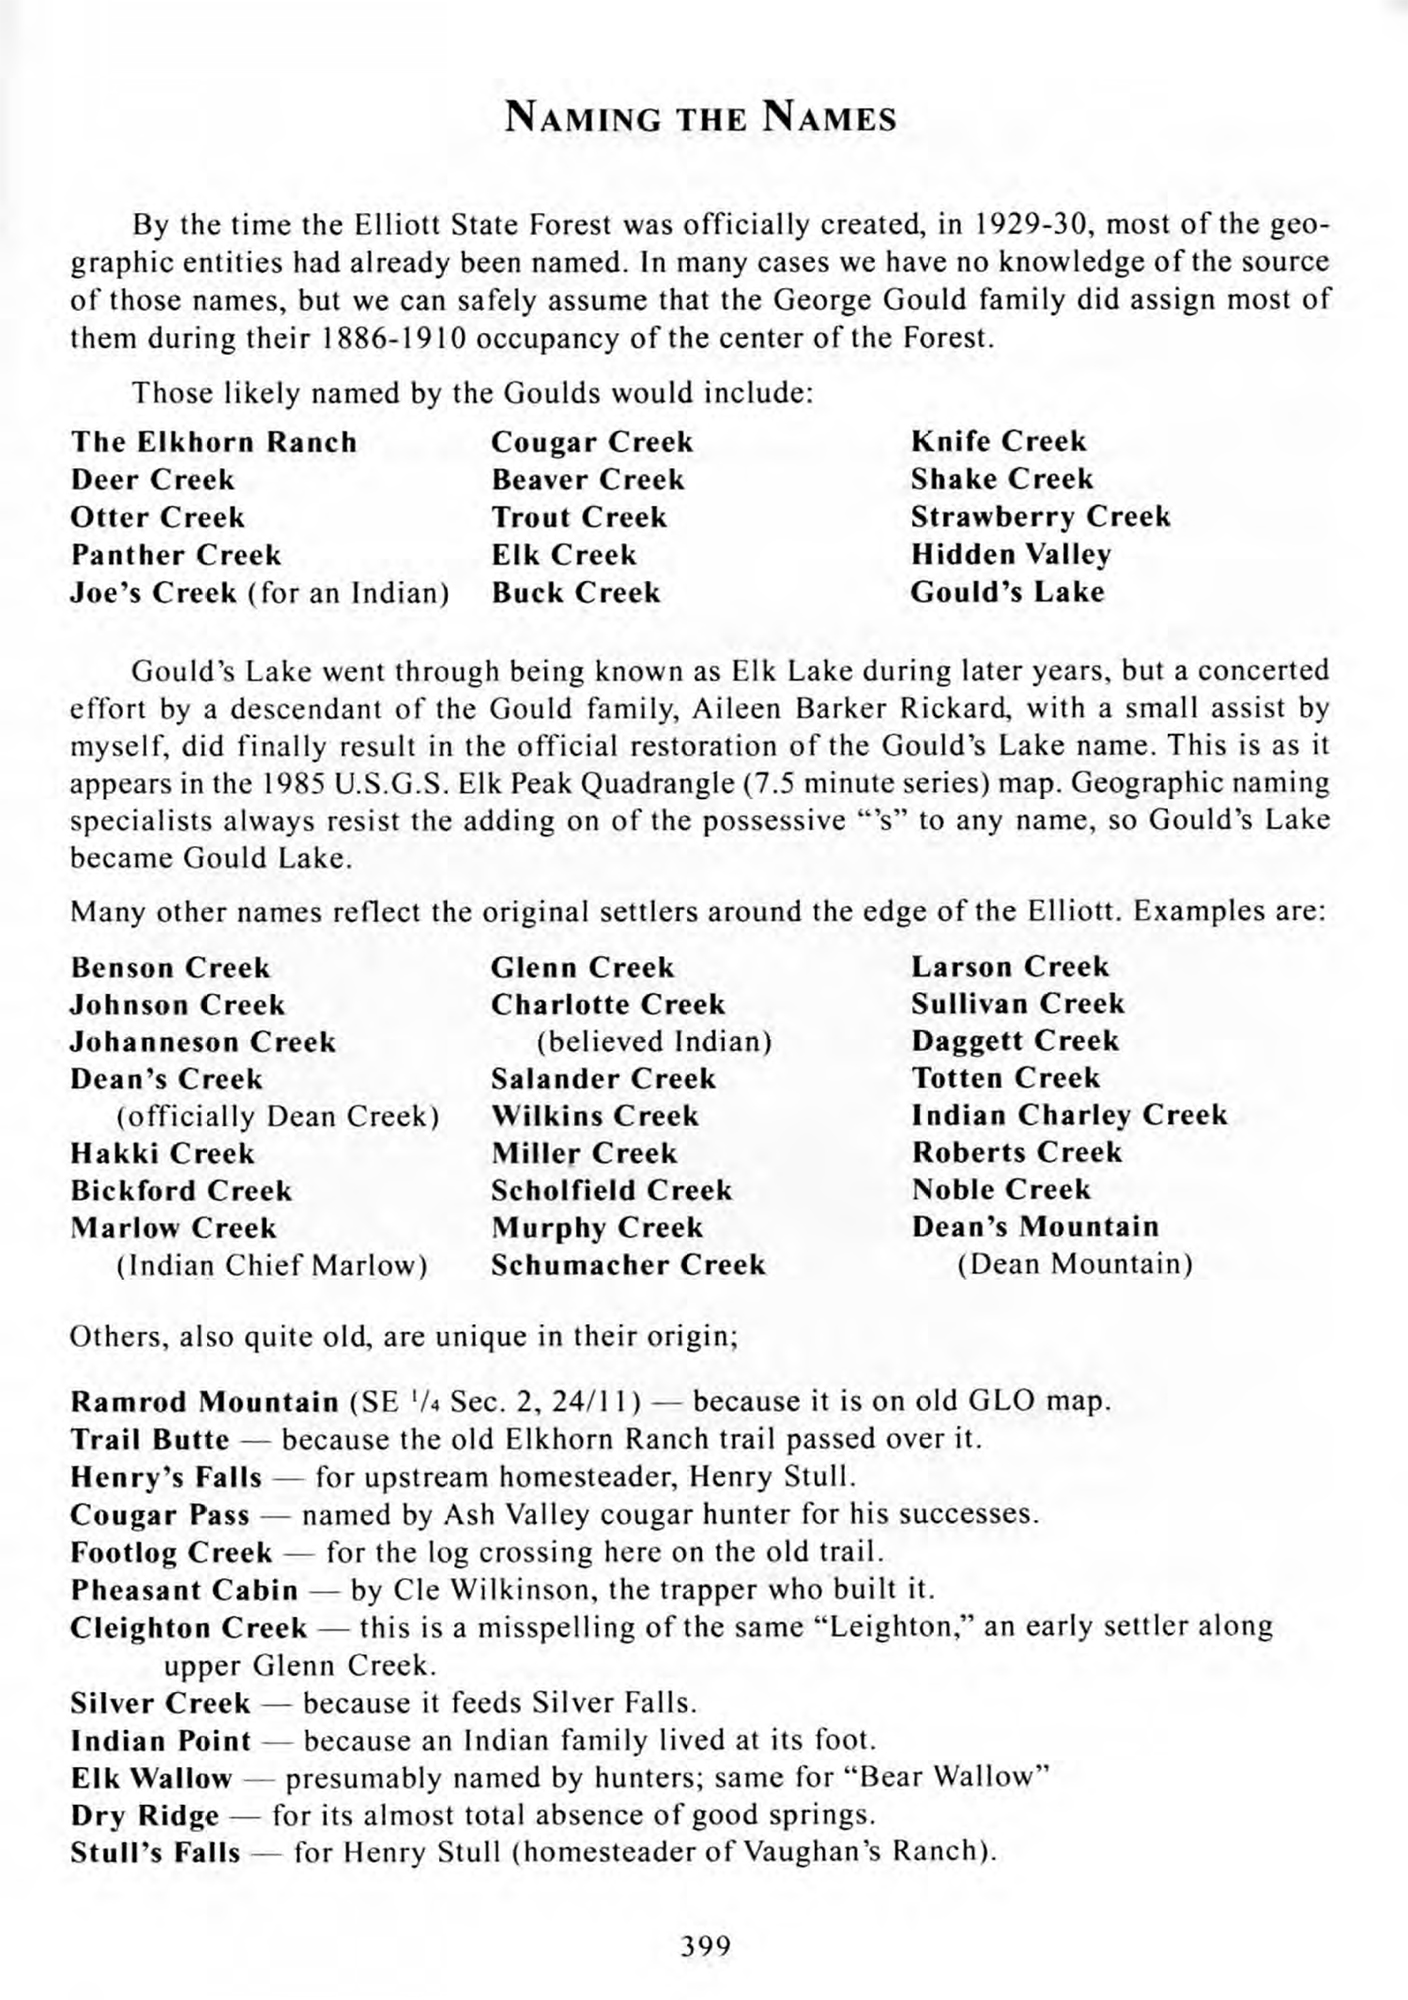 NAMING THE NAMES
By the time the Elliott State Forest was officially created, in 1929-30, most of the geo-
graphic entities had already been named. In many cases we have no knowledge of the source
of those names, but we can safely assume that the George Gould family did assign most of
them during their 1886-1910 occupancy of the center of the Forest.
Those likely named by the Goulds would include:
The Elkhorn Ranch Cougar Creek Knife Creek
Deer Creek Beaver Creek Shake Creek
Otter Creek Trout Creek Strawberry Creek
Panther Creek Elk Creek Hidden Valley
Joe's Creek (for an Indian) Buck Creek Gould's Lake
Gould's Lake went through being known as Elk Lake during later years, but a concerted
effort by a descendant of the Gould family, Aileen Barker Rickard, with a small assist by
myself, did finally result in the official restoration of the Gould's Lake name. This is as it
appears in the 1985 U.S.G.S. Elk Peak Quadrangle (7.5 minute series) map. Geographic naming
specialists always resist the adding on of the possessive "'s" to any name, so Gould's Lake
became Gould Lake.
Many other names reflect the original settlers around the edge of the Elliott. Examples are:
Benson Creek Glenn Creek Larson Creek
Johnson Creek Charlotte Creek Sullivan Creek
Johanneson Creek (believed Indian) Daggett Creek
Dean's Creek Salander Creek Totten Creek
(officially Dean Creek) Wilkins Creek Indian Charley Creek
Hakki Creek Miller Creek Roberts Creek
Bickford Creek Scholfield Creek Noble Creek
Marlow Creek Murphy Creek Dean's Mountain
(Indian Chief Marlow) Schumacher Creek (Dean Mountain)
Others, also quite old, are unique in their origin;
Ramrod Mountain (SE 1/4 Sec. 2, 24/11) — because it is on old GLO map.
Trail Butte — because the old Elkhorn Ranch trail passed over it.
Henry's Falls — for upstream homesteader, Henry Stull.
Cougar Pass — named by Ash Valley cougar hunter for his successes.
Footlog Creek — for the log crossing here on the old trail.
Pheasant Cabin — by Cle Wilkinson, the trapper who built it.
Cleighton Creek — this is a misspelling of the same "Leighton," an early settler along
upper Glenn Creek.
Silver Creek — because it feeds Silver Falls.
Indian Point — because an Indian family lived at its foot.
Elk Wallow — presumably named by hunters; same for "Bear Wallow"
Dry Ridge — for its almost total absence of good springs.
Stull's Falls — for Henry Stull (homesteader of Vaughan's Ranch).
399